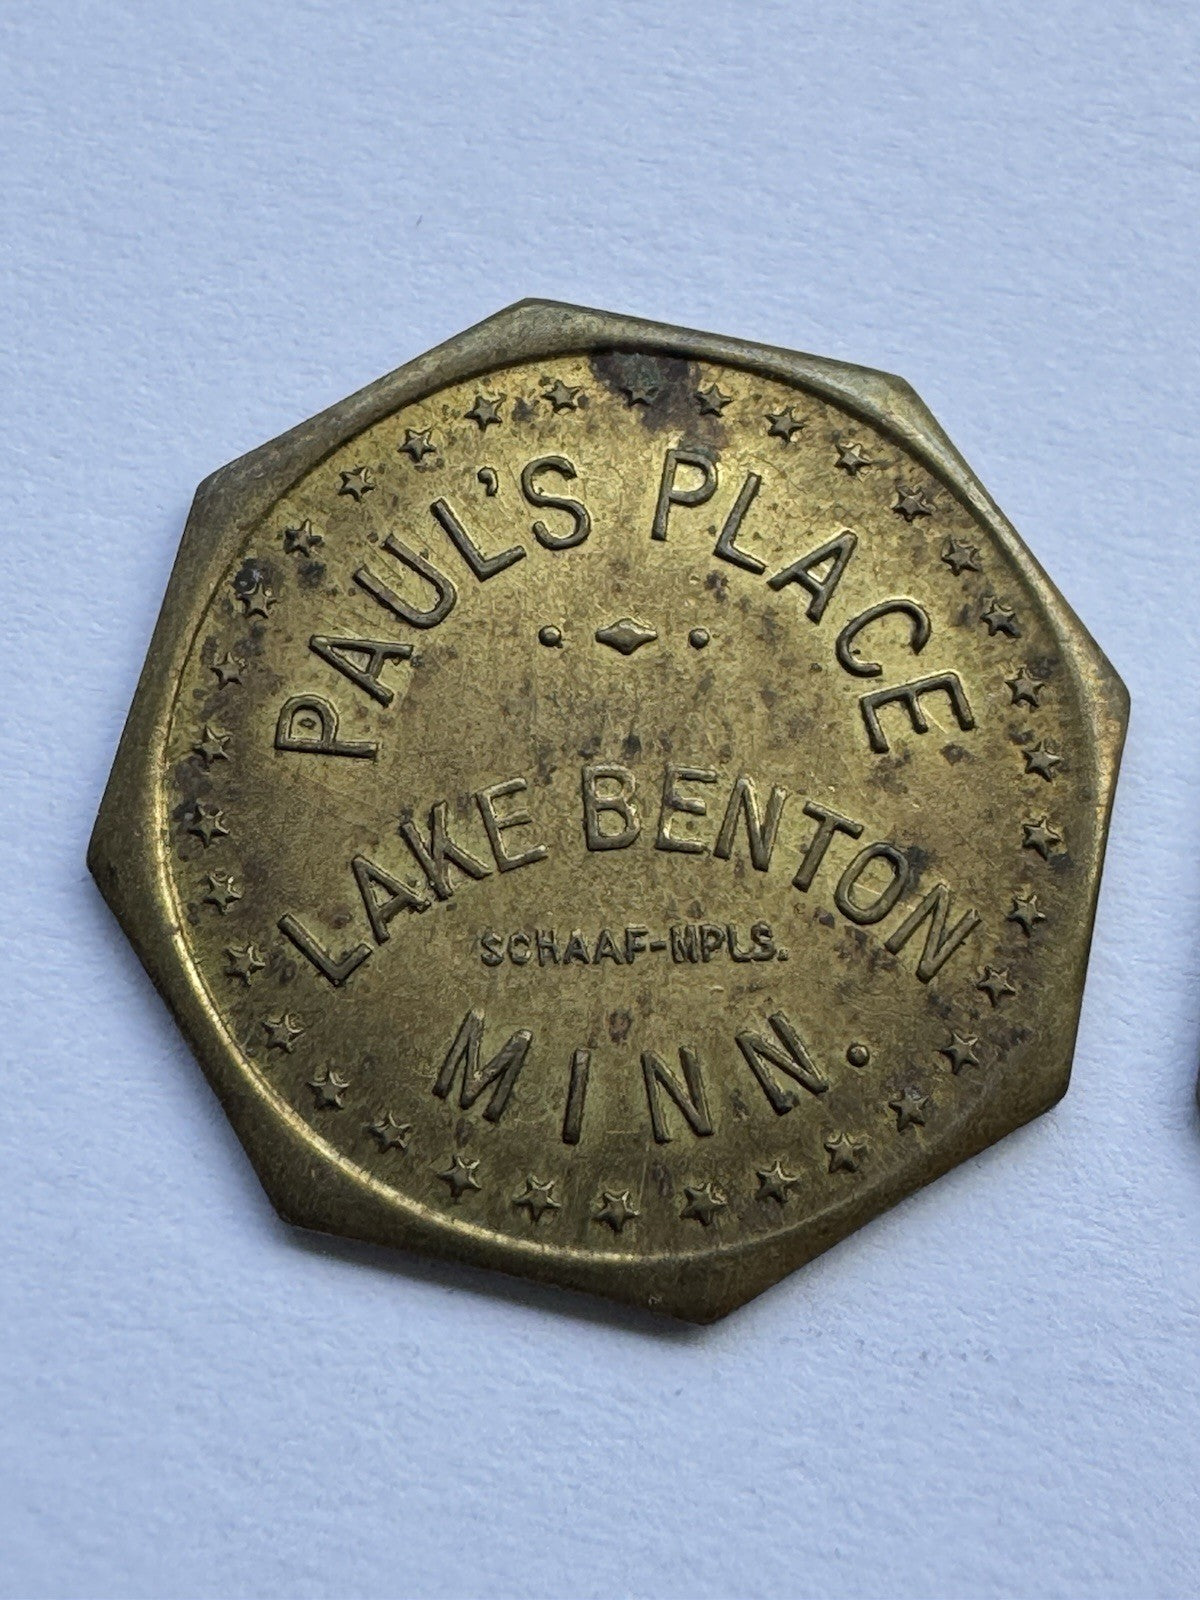 PAUL'S PLACE
LAKE BENTON
SCHAAF-MPLS.
MINN.